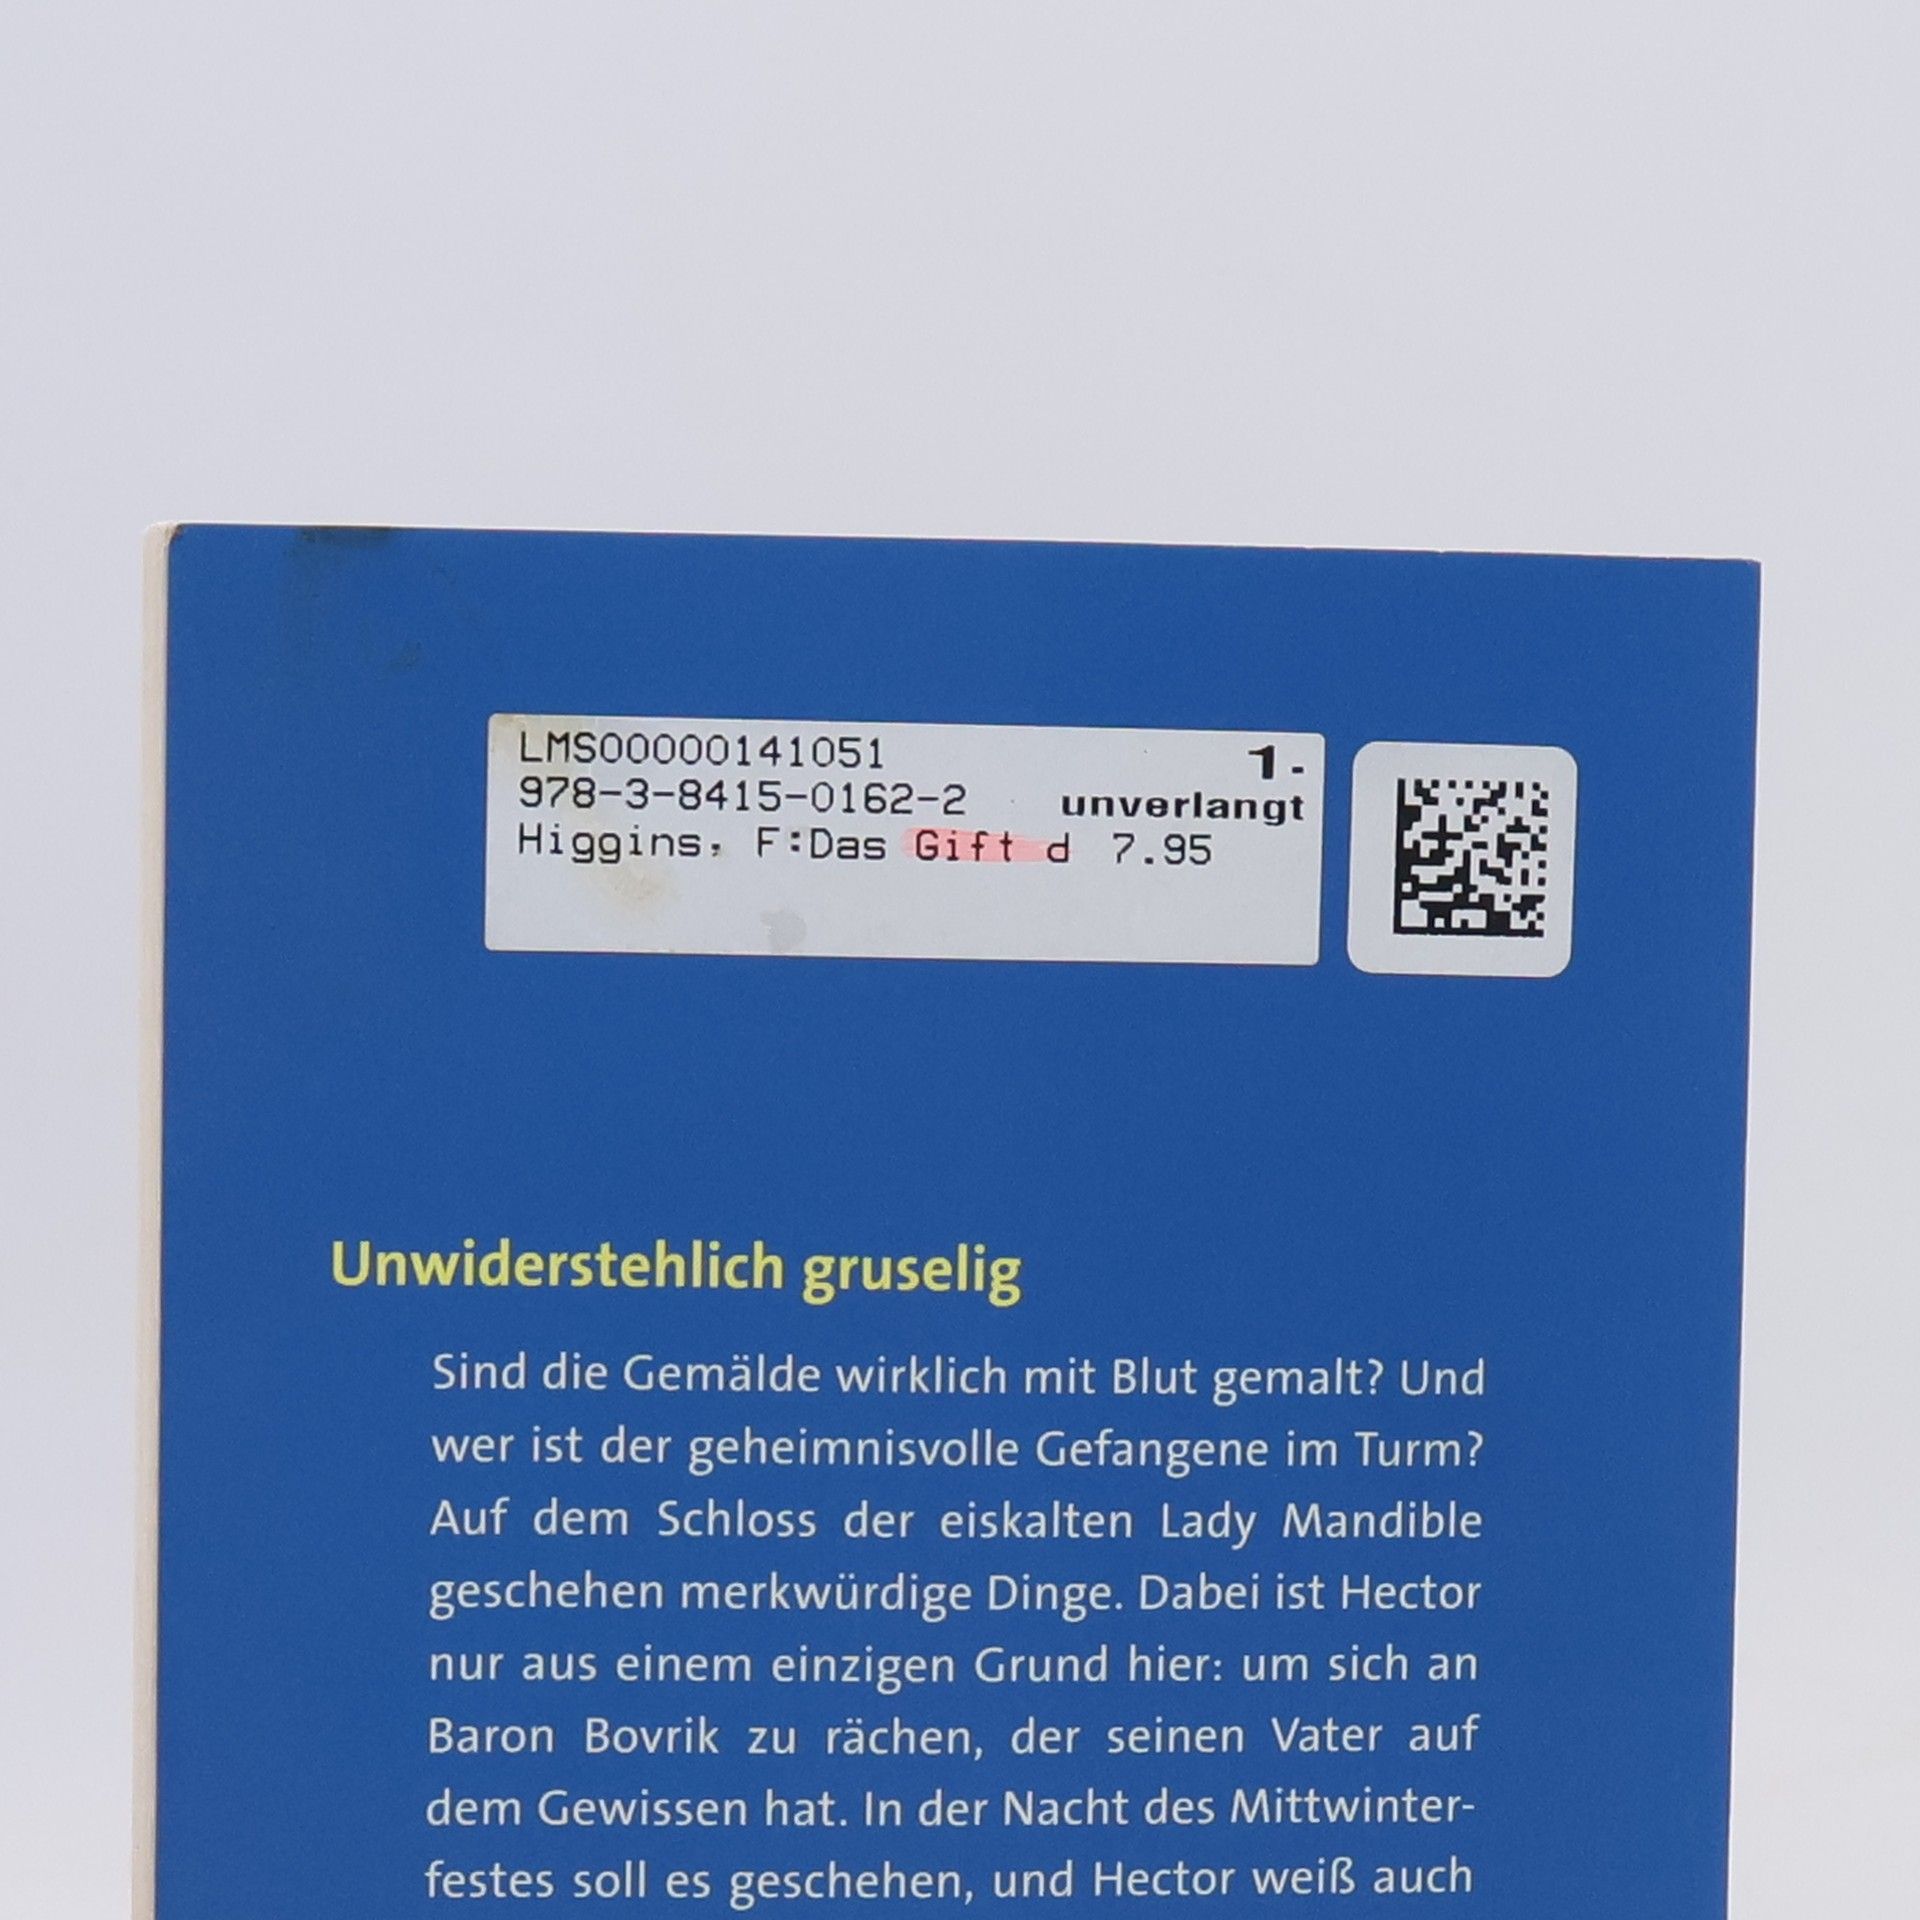 LMS00000141051 1.-
978-3-8415-0162-2 unverlangt
Higgins, F:Das Gift d 7.95
Unwiderstehlich gruselig
Sind die Gemälde wirklich mit Blut gemalt? Und
wer ist der geheimnisvolle Gefangene im Turm?
Auf dem Schloss der eiskalten Lady Mandible
geschehen merkwürdige Dinge. Dabei ist Hector
nur aus einem einzigen Grund hier: um sich an
Baron Bovrik zu rächen, der seinen Vater auf
dem Gewissen hat. In der Nacht des Mittwinter-
festes soll es geschehen, und Hector weiß auch